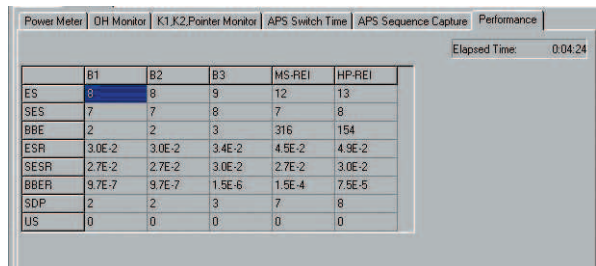 Power Meter OH Monitor K1,K2,Pointer Monitor APS Switch Time APS Sequence Capture Performance
Elapsed Time: 0:04:24
B1 B2 B3 MS-REI HP-REI
ES 8 8 9 12 13
SES 7 7 8 7 8
BBE 2 2 3 316 154
ESR 3.0E-2 3.0E-2 3.4E-2 4.5E-2 4.9E-2
SESR 2.7E-2 2.7E-2 3.0E-2 2.7E-2 3.0E-2
BBER 9.7E-7 9.7E-7 1.5E-6 1.5E-4 7.5E-5
SDP 2 2 3 7 8
US 0 0 0 0 0